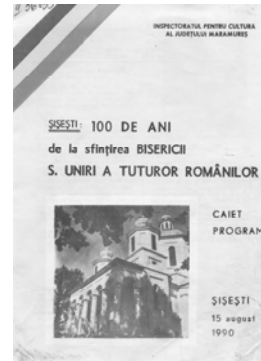 INSPECTORATUL PENTRU CULTURA
AL JUDEȚULUI MARAMUREȘ
ȘIȘEȘTI: 100 DE ANI
de la sfințirea BISERICII
S. UNIRI A TUTUROR ROMÂNILOR
CAIET
PROGRAM
ȘIȘEȘTI
15 august
1990